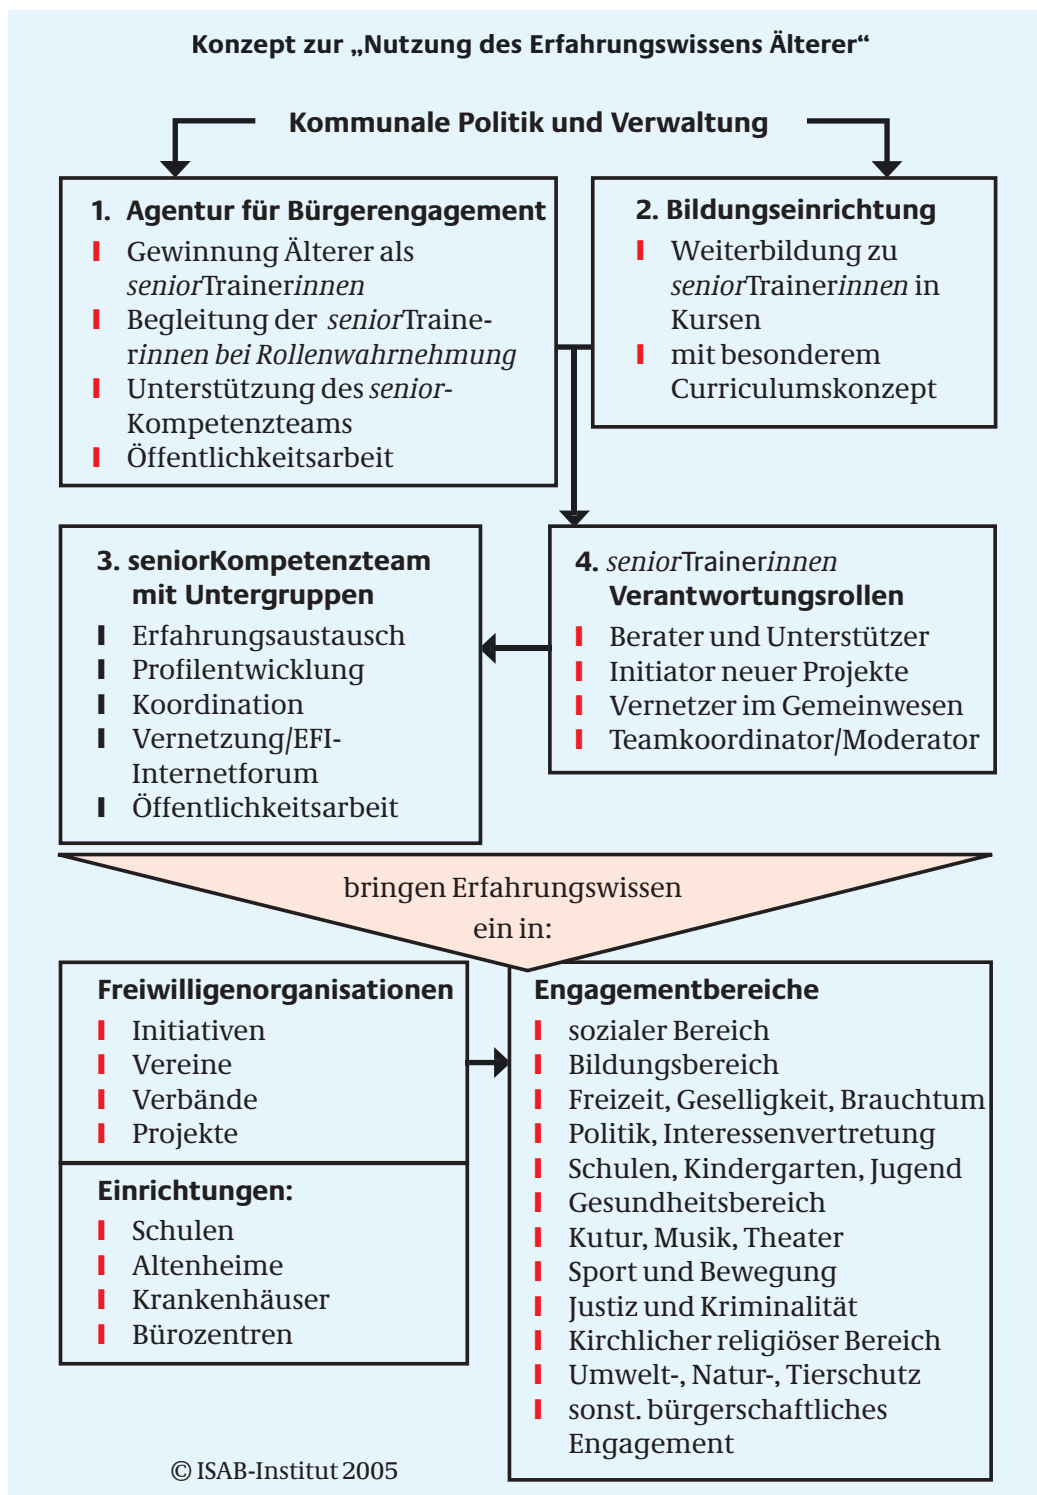 Konzept zur „Nutzung des Erfahrungswissens Älterer“
Kommunale Politik und Verwaltung
1. Agentur für Bürgerengagement
Gewinnung Älterer als
seniorTrainerinnen
Begleitung der seniorTraine-
rinnen bei Rollenwahrnehmung
Unterstützung des senior-
Kompetenzteams
Öffentlichkeitsarbeit
2. Bildungseinrichtung
Weiterbildung zu
seniorTrainerinnen in
Kursen
mit besonderem
Curriculumskonzept
3. seniorKompetenzteam
mit Untergruppen
Erfahrungsaustausch
Profilentwicklung
Koordination
Vernetzung/EFI-
Internetforum
Öffentlichkeitsarbeit
4. seniorTrainerinnen
Verantwortungsrollen
Berater und Unterstützer
Initiator neuer Projekte
Vernetzer im Gemeinwesen
Teamkoordinator/Moderator
bringen Erfahrungswissen
ein in:
Freiwilligenorganisationen
Initiativen
Vereine
Verbände
Projekte
Einrichtungen:
Schulen
Altenheime
Krankenhäuser
Bürozentren
Engagementbereiche
sozialer Bereich
Bildungsbereich
Freizeit, Geselligkeit, Brauchtum
Politik, Interessenvertretung
Schulen, Kindergarten, Jugend
Gesundheitsbereich
Kutur, Musik, Theater
Sport und Bewegung
Justiz und Kriminalität
Kirchlicher religiöser Bereich
Umwelt-, Natur-, Tierschutz
sonst. bürgerschaftliches
Engagement
© ISAB-Institut 2005